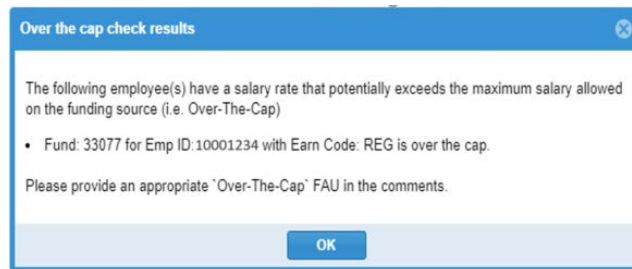 Over the cap check results
The following employee(s) have a salary rate that potentially exceeds the maximum salary allowed
on the funding source (i.e. Over-The-Cap)
• Fund: 33077 for Emp ID:10001234 with Earn Code: REG is over the cap.
Please provide an appropriate `Over-The-Cap` FAU in the comments.
OK